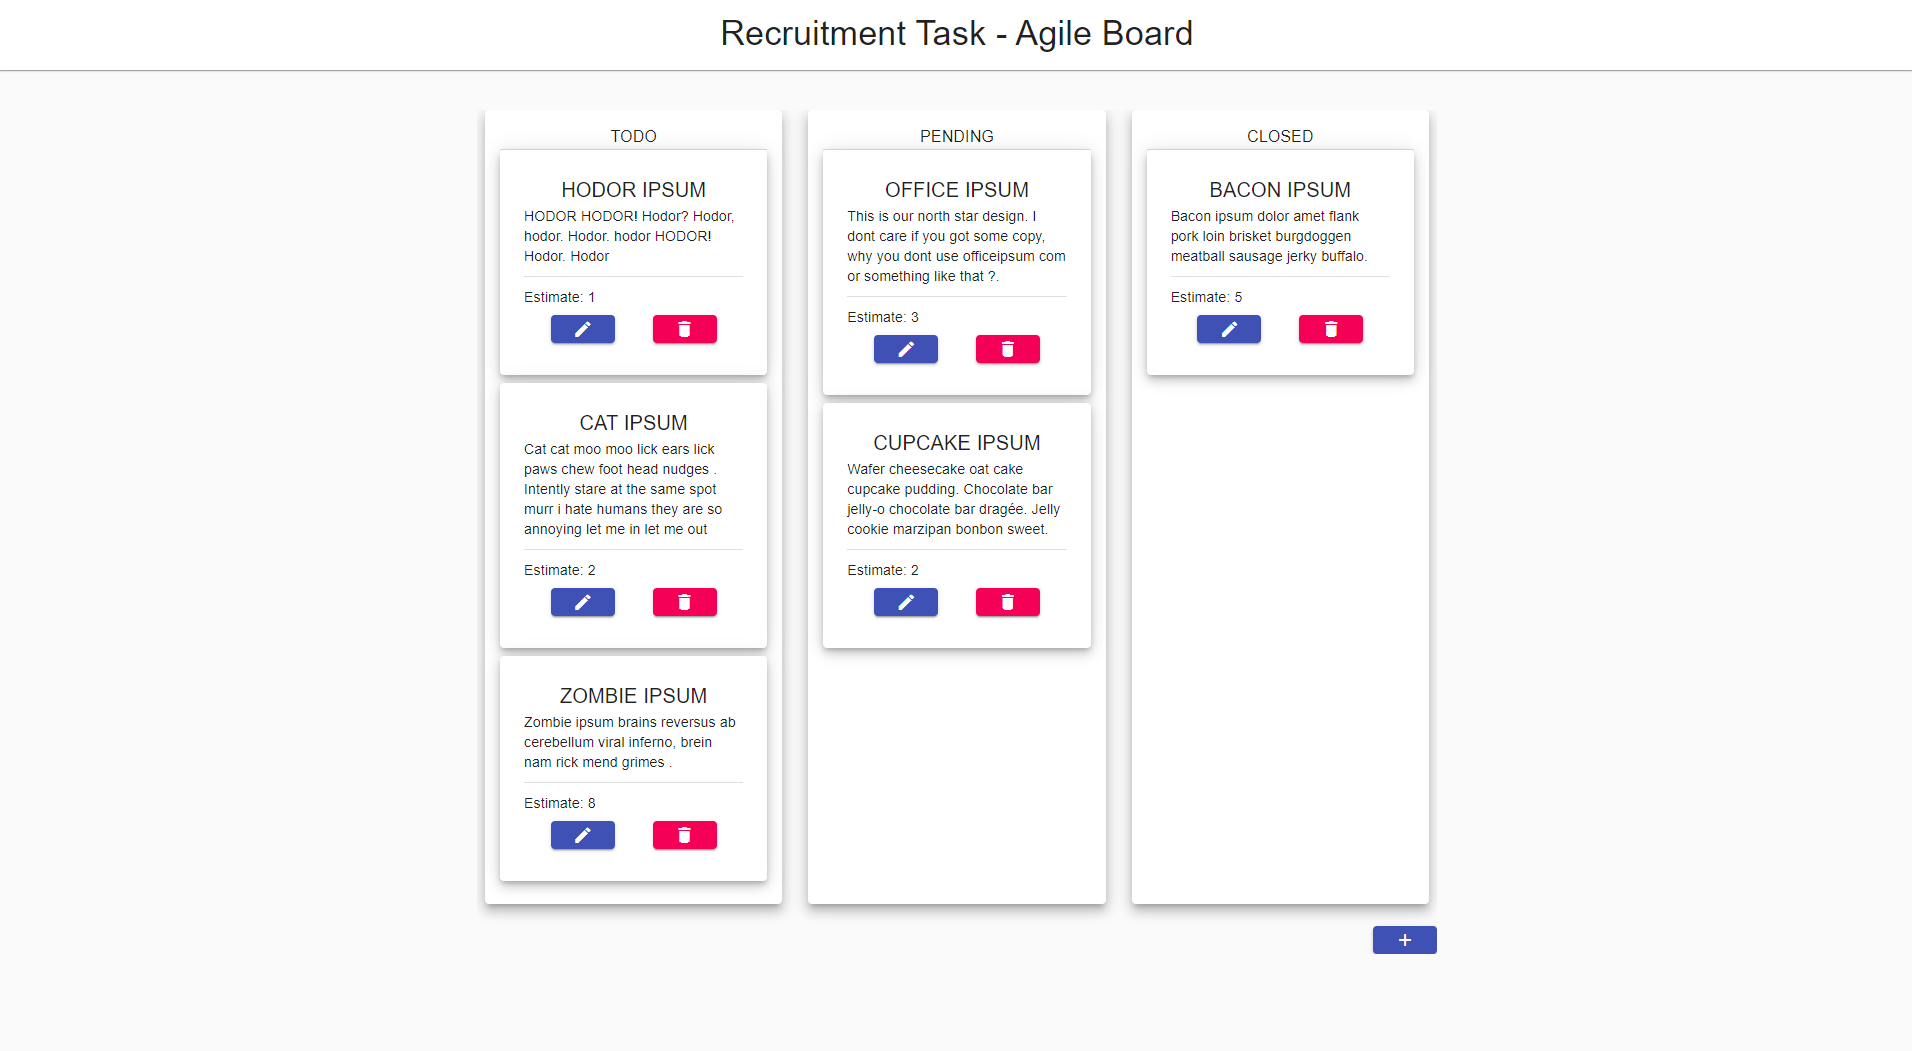 Recruitment Task - Agile Board
TODO
HODOR IPSUM
HODOR HODOR! Hodor? Hodor,
hodor. Hodor. hodor HODOR!
Hodor. Hodor
Estimate: 1
CAT IPSUM
Cat cat moo moo lick ears lick
paws chew foot head nudges .
Intently stare at the same spot
murr i hate humans they are so
annoying let me in let me out
Estimate: 2
ZOMBIE IPSUM
Zombie ipsum brains reversus ab
cerebellum viral inferno, brein
nam rick mend grimes .
Estimate: 8
PENDING
OFFICE IPSUM
This is our north star design. I
dont care if you got some copy,
why you dont use officeipsum com
or something like that ?.
Estimate: 3
CUPCAKE IPSUM
Wafer cheesecake oat cake
cupcake pudding. Chocolate bar
jelly-o chocolate bar dragée. Jelly
cookie marzipan bonbon sweet.
Estimate: 2
CLOSED
BACON IPSUM
Bacon ipsum dolor amet flank
pork loin brisket burgdoggen
meatball sausage jerky buffalo.
Estimate: 5
+